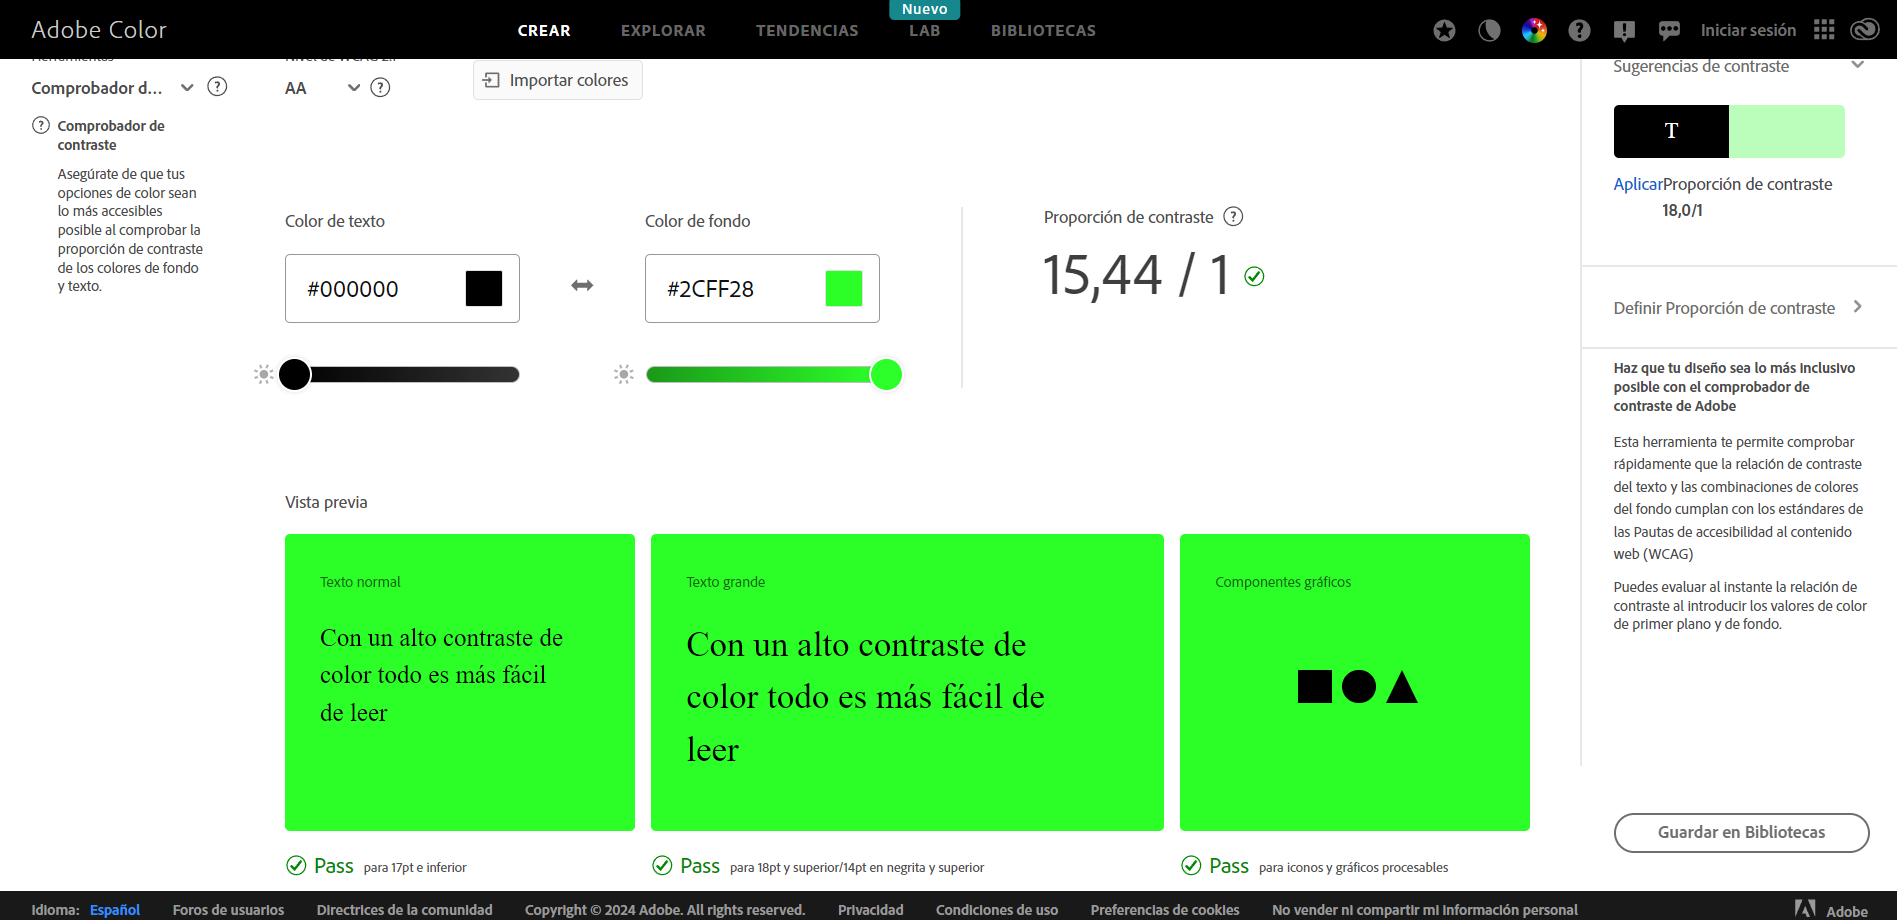 Adobe Color
CREAR
EXPLORAR
TENDENCIAS
Nuevo
LAB
BIBLIOTECAS
Iniciar sesión
Comprobador d...
AA
Importar colores
Comprobador de
contraste
Asegúrate de que tus
opciones de color sean
lo más accesibles
posible al comprobar la
proporción de contraste
de los colores de fondo
y texto.
Color de texto
#000000
Color de fondo
#2CFF28
Proporción de contraste
15,44 / 1
Vista previa
Texto normal
Con un alto contraste de
color todo es más fácil
de leer
Pass para 17pt e inferior
Texto grande
Con un alto contraste de
color todo es más fácil de
leer
Pass para 18pt y superior/14pt en negrita y superior
Componentes gráficos
Pass para iconos y gráficos procesables
Sugerencias de contraste
T
Aplicar
Proporción de contraste
18,0/1
Definir Proporción de contraste
Haz que tu diseño sea lo más inclusivo
posible con el comprobador de
contraste de Adobe
Esta herramienta te permite comprobar
rápidamente que la relación de contraste
del texto y las combinaciones de colores
del fondo cumplan con los estándares de
las Pautas de accesibilidad al contenido
web (WCAG)
Puedes evaluar al instante la relación de
contraste al introducir los valores de color
de primer plano y de fondo.
Guardar en Bibliotecas
Idioma: Español
Foros de usuarios
Directrices de la comunidad
Copyright © 2024 Adobe. All rights reserved.
Privacidad
Condiciones de uso
Preferencias de cookies
No vender ni compartir mi información personal
Adobe